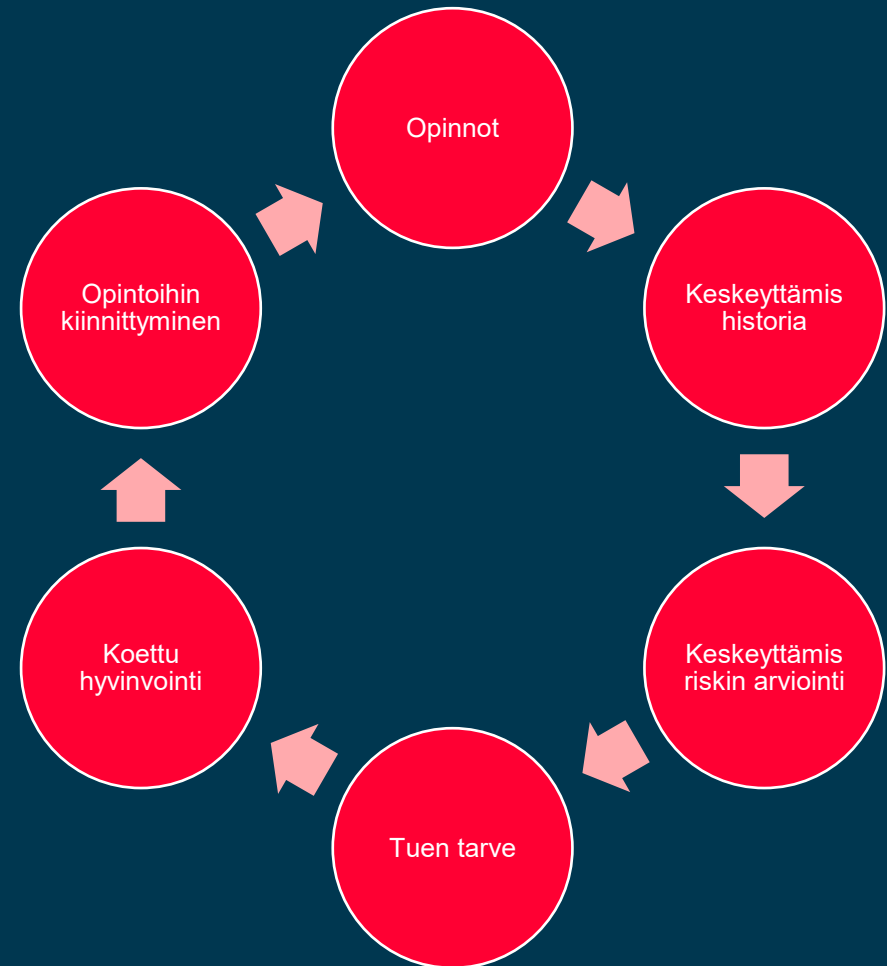 Opinnot
Keskeyttämis
historia
Keskeyttämis
riskin arviointi
Tuen tarve
Koettu
hyvinvointi
Opintoihin
kiinnittyminen